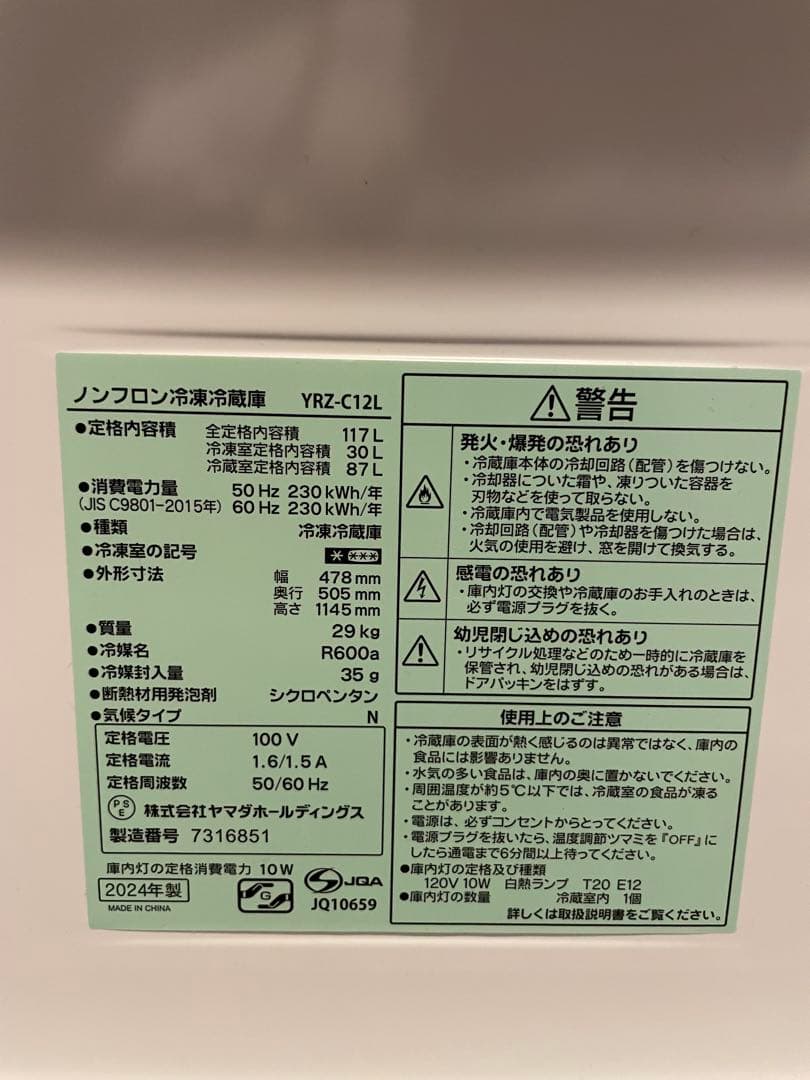 ノンフロン冷凍冷蔵庫 YRZ-C12L
●定格内容積 全定格内容積 117L
冷凍室定格内容積 30L
冷蔵室定格内容積 87L
●消費電力量 50Hz 230kWh/年
(JIS C9801-2015年) 60Hz 230kWh/年
●種類 冷凍冷蔵庫
●冷凍室の記号
●外形寸法 幅 478mm
奥行 505mm
高さ 1145mm
●質量 29kg
●冷媒名 R600a
●冷媒封入量 35g
●断熱材用発泡剤 シクロペンタン
●気候タイプ N
定格電圧 100V
定格電流 1.6/1.5A
定格周波数 50/60Hz
PSE 株式会社ヤマダホールディングス
製造番号 7316851
庫内灯の定格消費電力 10W
2024年製
MADE IN CHINA
G
JQA
JQ10659
警告
発火・爆発の恐れあり
・冷蔵庫本体の冷却回路(配管)を傷つけない。
・冷却器についた霜や、凍りついた容器を
刃物などを使って取らない。
・冷蔵庫内で電気製品を使用しない。
・冷却回路(配管)や冷却器を傷つけた場合は、
火気の使用を避け、窓を開けて換気する。
感電の恐れあり
・庫内灯の交換や冷蔵庫のお手入れのときは、
必ず電源プラグを抜く。
幼児閉じ込めの恐れあり
・リサイクル処理などのため一時的に冷蔵庫を
保管され、幼児閉じ込めの恐れがある場合は、
ドアパッキンをはずす。
使用上のご注意
・冷蔵庫の表面が熱く感じるのは異常ではなく、庫内の
食品には影響ありません。
・水気の多い食品は、庫内の奥に置かないでください。
・周囲温度が約5℃以下では、冷蔵室の食品が凍る
ことがあります。
・電源は、必ずコンセントからとってください。
・電源プラグを抜いたら、温度調節ツマミを『OFF』に
したら通電まで6分間以上待ってください。
●庫内灯の定格及び種類
120V 10W 白熱ランプ T20 E12
●庫内灯の数量 冷蔵室内 1個
詳しくは取扱説明書をご覧ください。